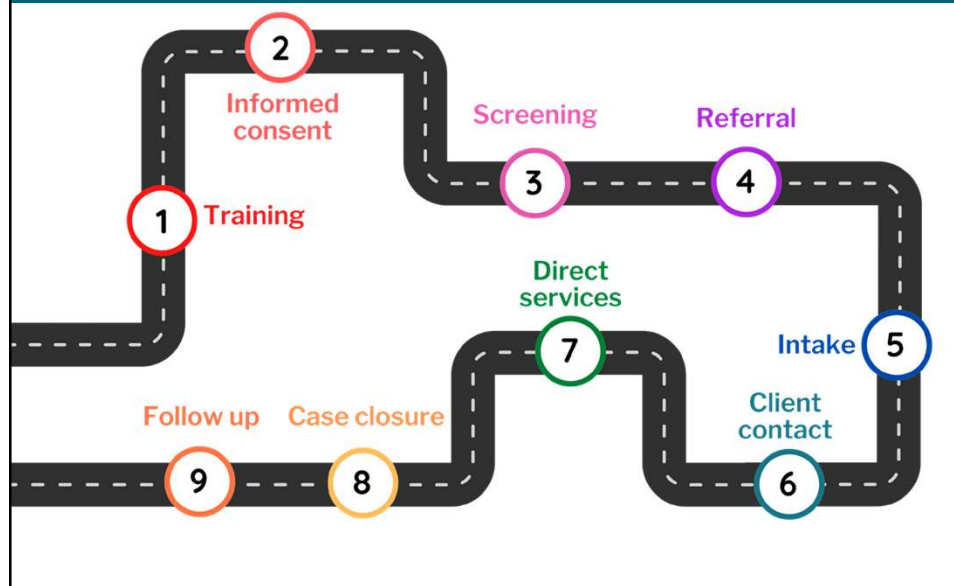 2
Informed
consent
Screening
Referral
3
4
1
Training
Direct
services
7
Intake
5
Client
contact
Follow up
Case closure
9
8
6